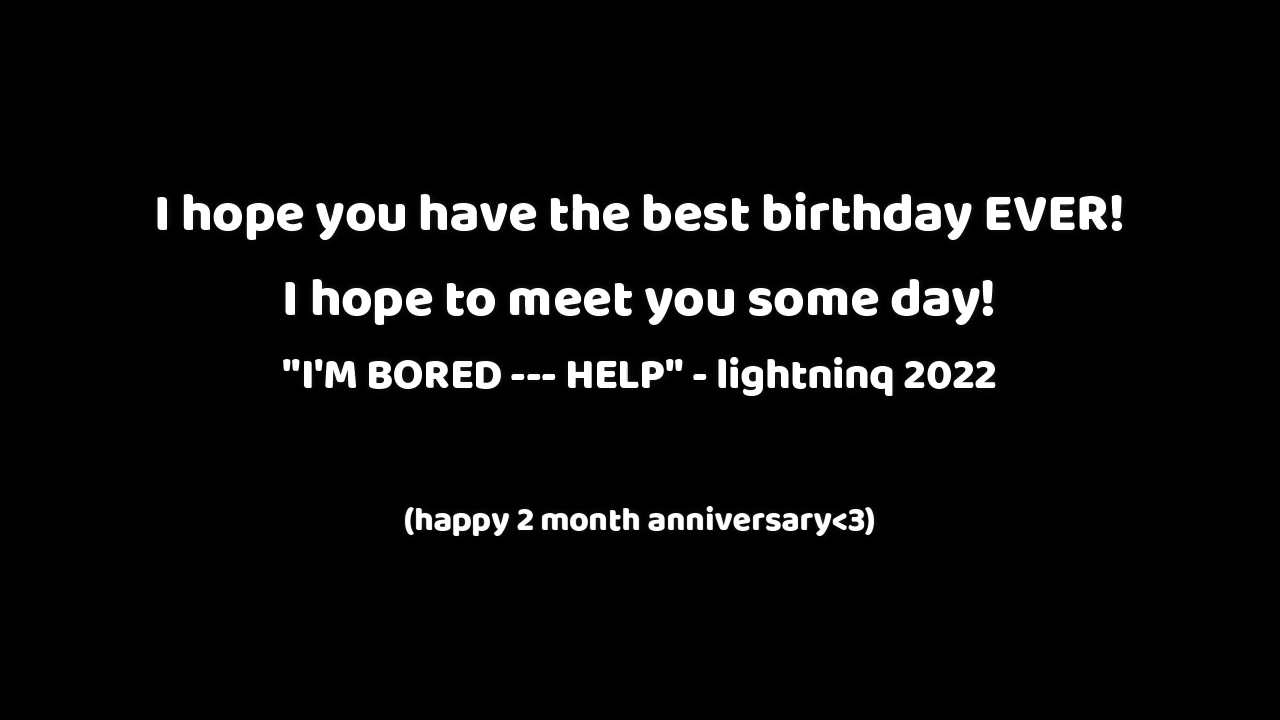 I hope you have the best birthday EVER!
I hope to meet you some day!
"I'M BORED --- HELP" - lightninq 2022
(happy 2 month anniversary<3)